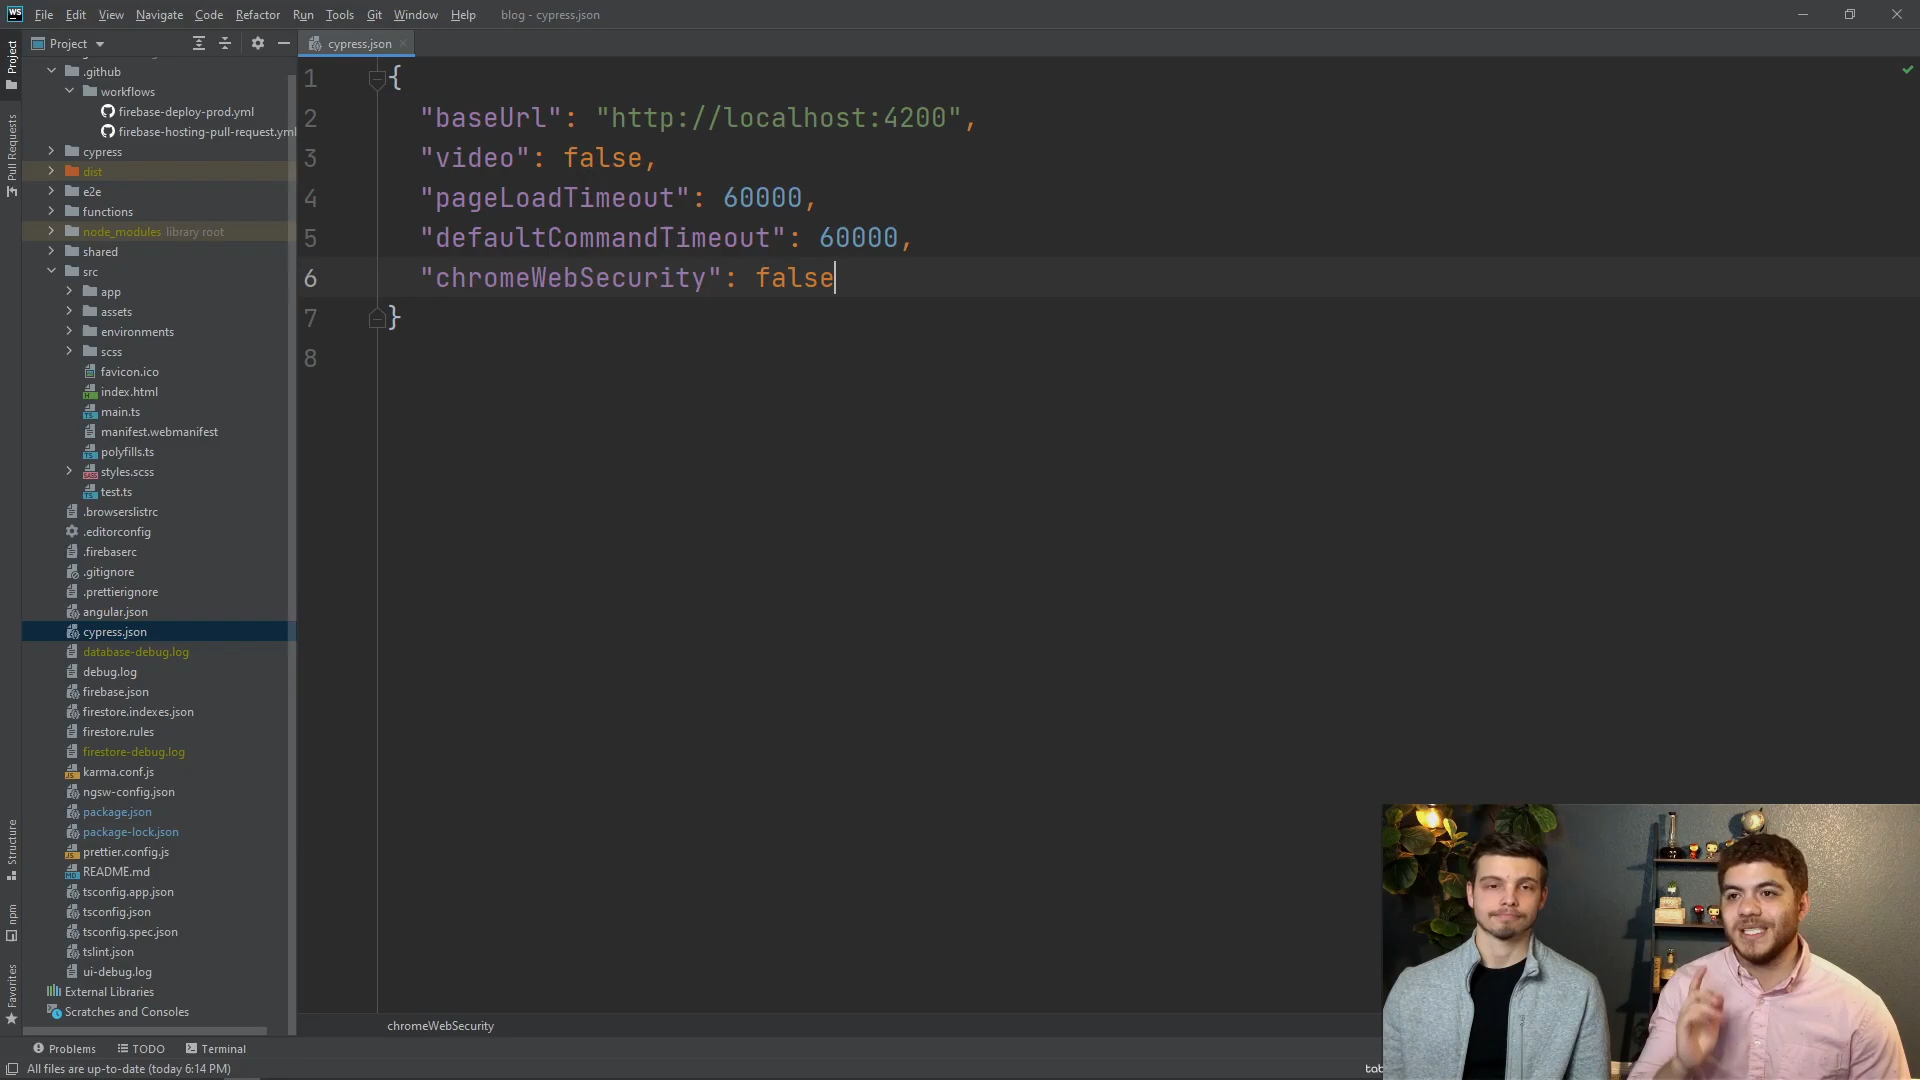 WS File Edit View Navigate Code Refactor Run Tools Git Window Help blog - cypress.json
Project
cypress.json
Project
Pull Requests
Structure
npm
Favorites
.github
workflows
firebase-deploy-prod.yml
firebase-hosting-pull-request.yml
cypress
dist
e2e
functions
node_modules library root
shared
src
app
assets
environments
scss
favicon.ico
index.html
main.ts
manifest.webmanifest
polyfills.ts
styles.scss
test.ts
.browserslistrc
.editorconfig
.firebaserc
.gitignore
.prettierignore
angular.json
cypress.json
database-debug.log
debug.log
firebase.json
firestore.indexes.json
firestore.rules
firestore-debug.log
karma.conf.js
ngsw-config.json
package.json
package-lock.json
prettier.config.js
README.md
tsconfig.app.json
tsconfig.json
tsconfig.spec.json
tslint.json
ui-debug.log
External Libraries
Scratches and Consoles
1 {
2 "baseUrl": "http://localhost:4200",
3 "video": false,
4 "pageLoadTimeout": 60000,
5 "defaultCommandTimeout": 60000,
6 "chromeWebSecurity": false
7 }
8
chromeWebSecurity
Problems TODO Terminal
All files are up-to-date (today 6:14 PM)